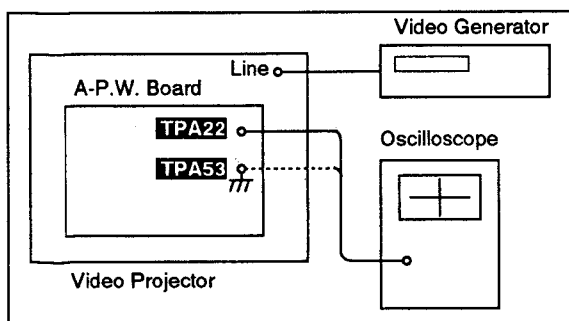 Video Generator
Line
A-P.W. Board
TPA22
Oscilloscope
TPA53
Video Projector